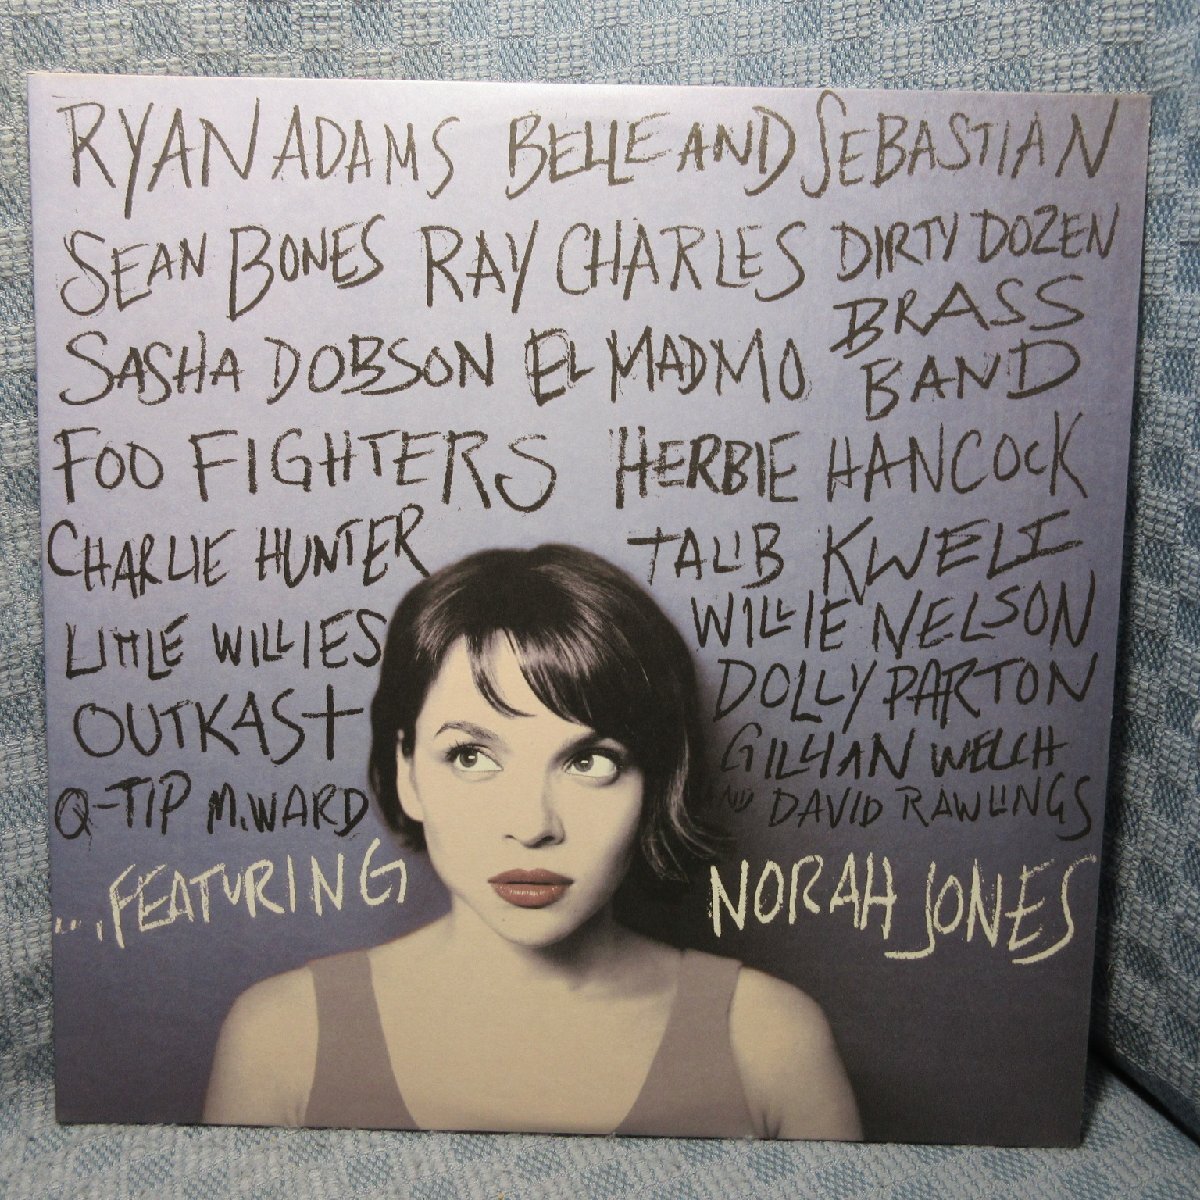 RYAN ADAMS BELLE AND SEBASTIAN
SEAN BONES RAY CHARLES DIRTY DOZEN
BRASS
SASHA DOBSON EL MADMO BAND
FOO FIGHTERS HERBIE HANCOCK
CHARLIE HUNTER TALIB KWELI
LITTLE WILLIES WILLIE NELSON
OUTKAST DOLLY PARTON
GILLIAN WELCH
Q-TIP M.WARD AND DAVID RAWLINGS
....FEATURING NORAH JONES